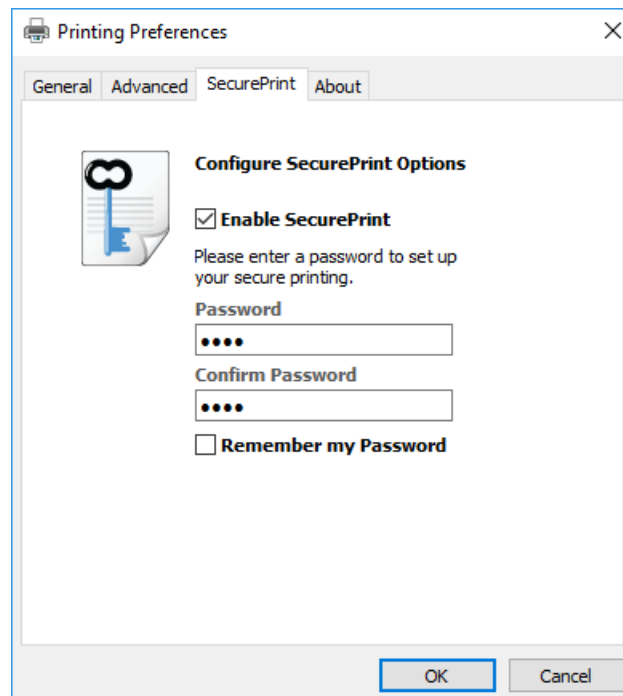 Printing Preferences
General Advanced SecurePrint About
Configure SecurePrint Options
Enable SecurePrint
Please enter a password to set up
your secure printing.
Password
••••
Confirm Password
••••
Remember my Password
OK Cancel